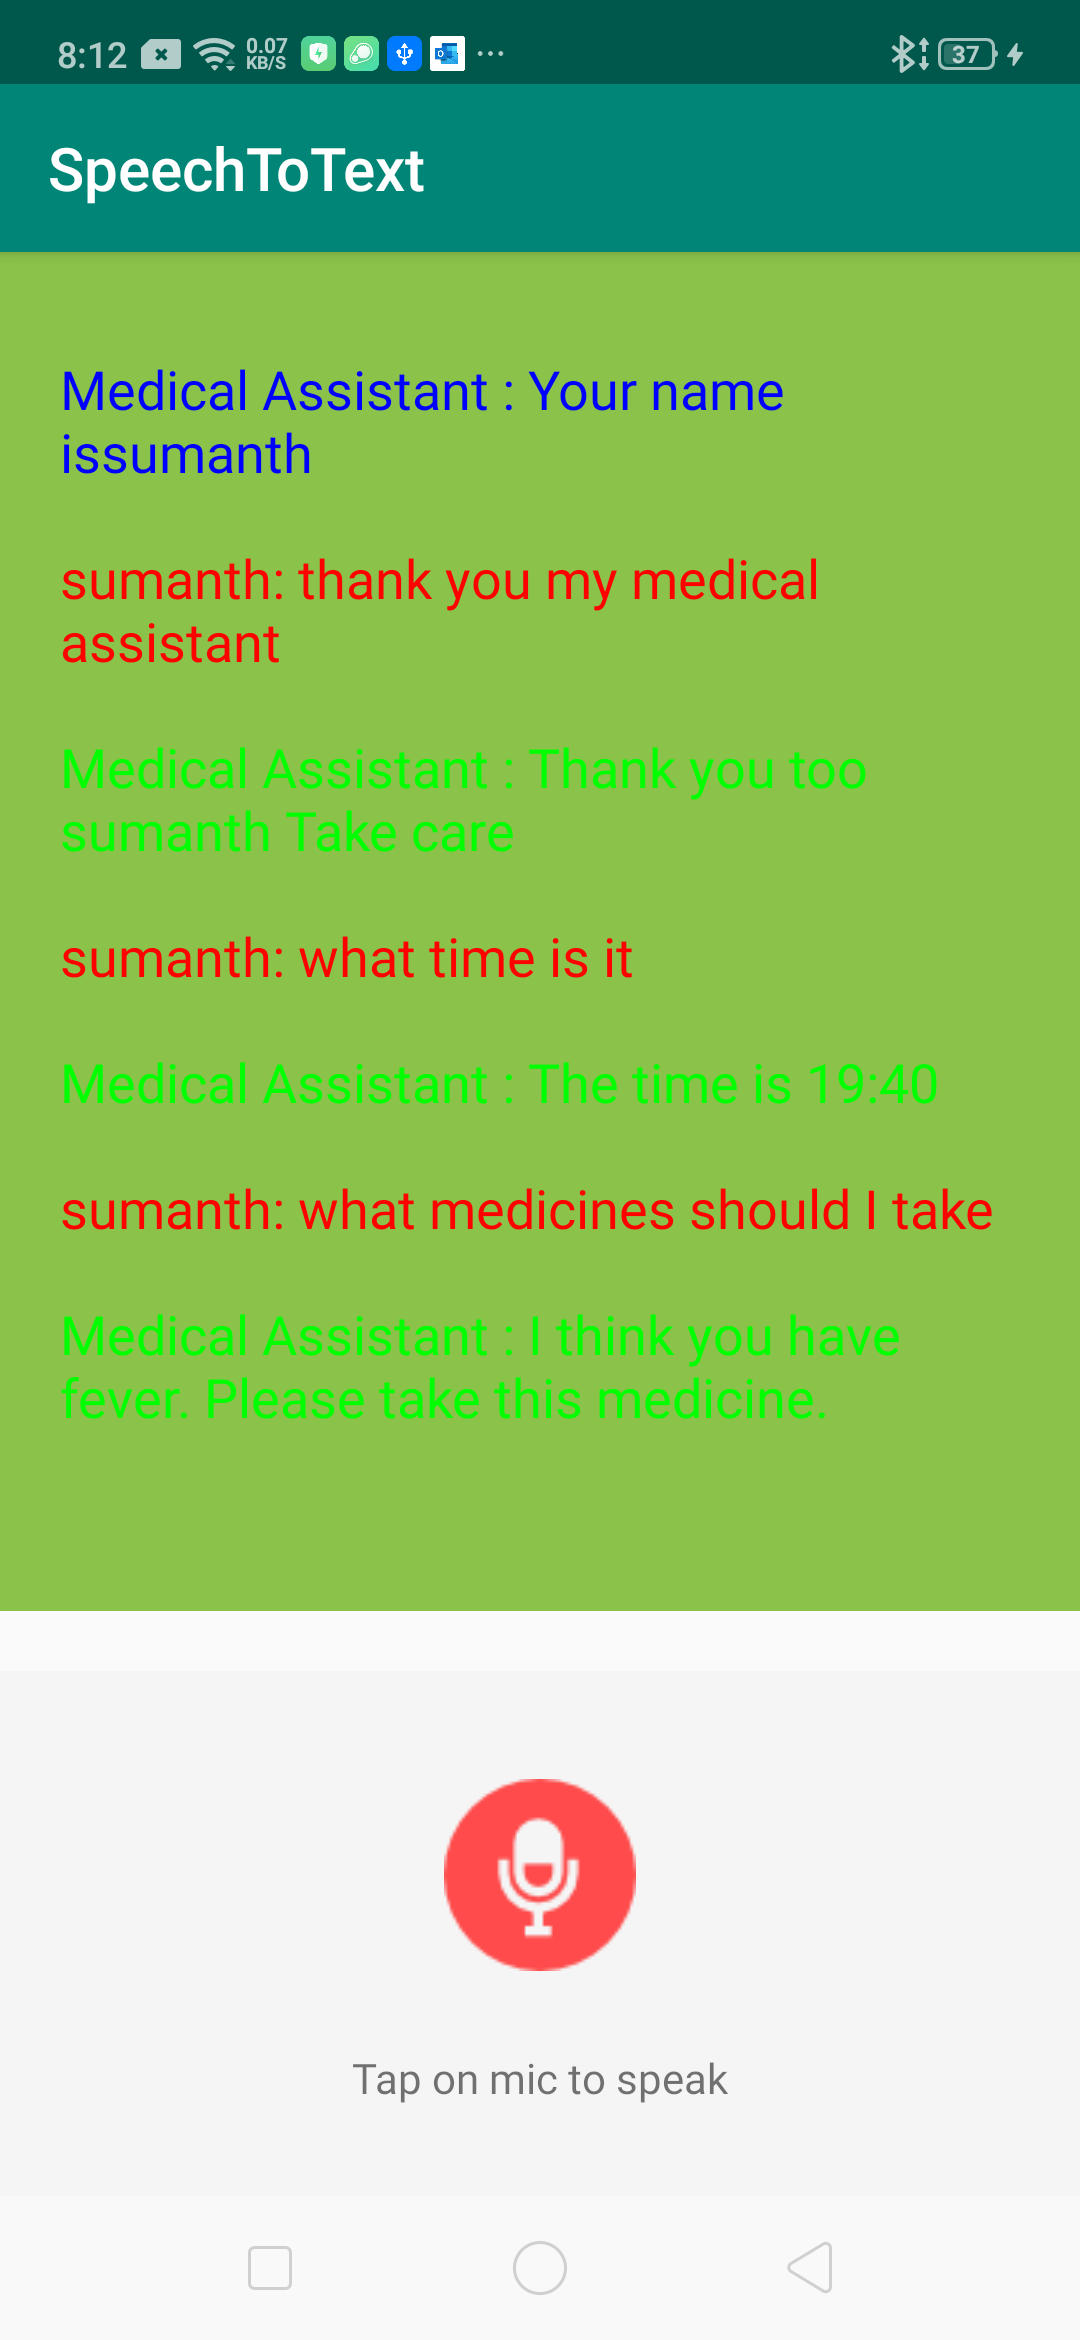 8:12 0.07 KB/S 37
SpeechToText
Medical Assistant : Your name
issumanth
sumanth: thank you my medical
assistant
Medical Assistant : Thank you too
sumanth Take care
sumanth: what time is it
Medical Assistant : The time is 19:40
sumanth: what medicines should I take
Medical Assistant : I think you have
fever. Please take this medicine.
Tap on mic to speak